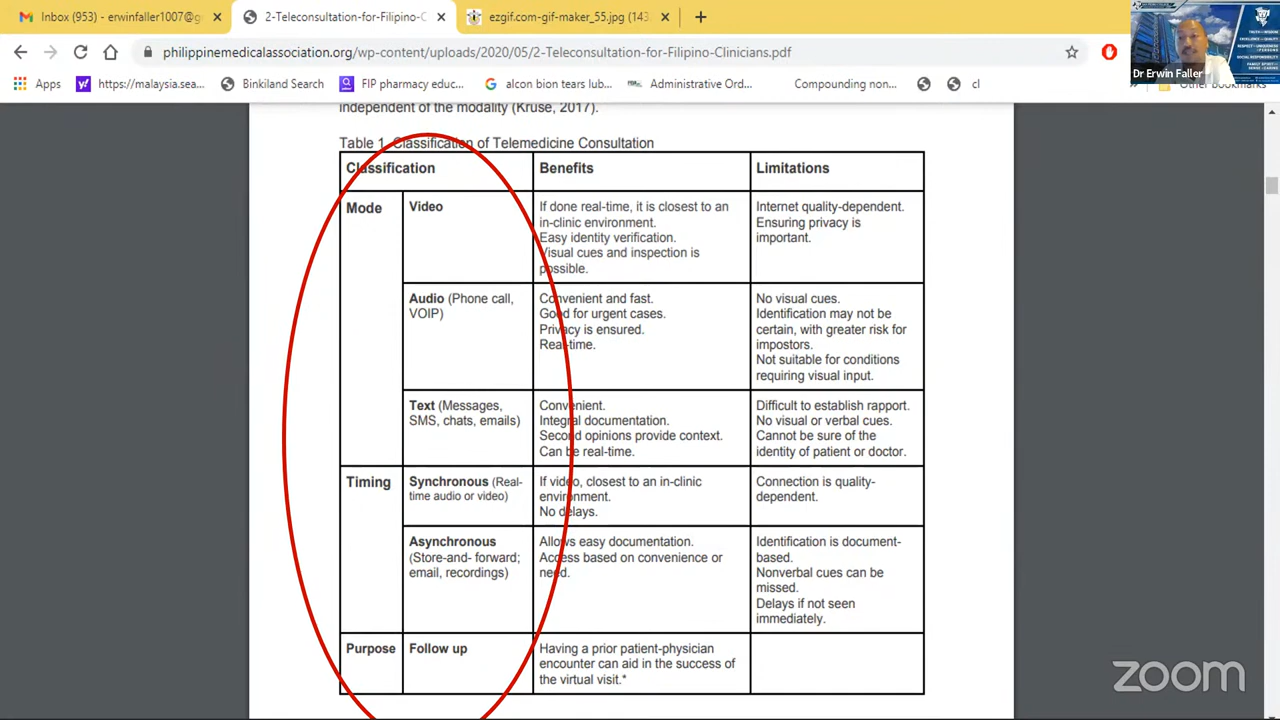 Inbox (953) - erwinfaller1007@g
2-Teleconsultation-for-Filipino-C
ezgif.com-gif-maker_55.jpg (143
philippinemedicalassociation.org/wp-content/uploads/2020/05/2-Teleconsultation-for-Filipino-Clinicians.pdf
Dr Erwin Faller
Apps
https://malaysia.sea...
Binkiland Search
FIP - Pharmacy educ...
alcon toric lens lub...
Administrative Ord...
Compounding non...
cl
Other bookmarks
independent of the modality (Kruse, 2017).
Table 1. Classification of Telemedicine Consultation
Classification
Benefits
Limitations
Mode
Video
If done real-time, it is closest to an
in-clinic environment.
Easy identity verification.
Visual cues and inspection is
possible.
Internet quality-dependent.
Ensuring privacy is
important.
Audio (Phone call,
VOIP)
Convenient and fast.
Good for urgent cases.
Privacy is ensured.
Real-time.
No visual cues.
Identification may not be
certain, with greater risk for
impostors.
Not suitable for conditions
requiring visual input.
Text (Messages,
SMS, chats, emails)
Convenient.
Integral documentation.
Second opinions provide context.
Can be real-time.
Difficult to establish rapport.
No visual or verbal cues.
Cannot be sure of the
identity of patient or doctor.
Timing
Synchronous (Real-
time audio or video)
If video, closest to an in-clinic
environment.
No delays.
Connection is quality-
dependent.
Asynchronous
(Store-and- forward;
email, recordings)
Allows easy documentation.
Access based on convenience or
need.
Identification is document-
based.
Nonverbal cues can be
missed.
Delays if not seen
immediately.
Purpose
Follow up
Having a prior patient-physician
encounter can aid in the success of
the virtual visit.*
zoom